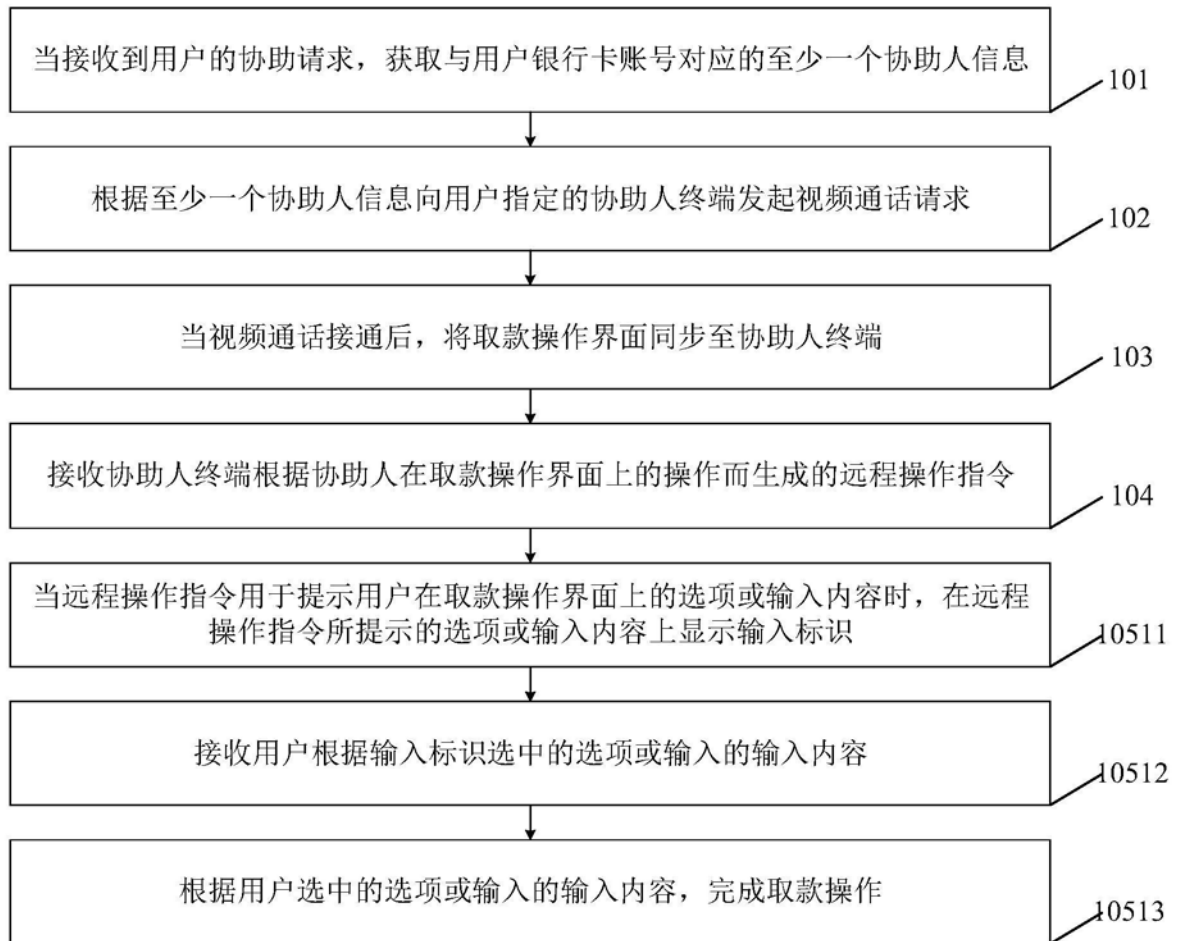 当接收到用户的协助请求，获取与用户银行卡账号对应的至少一个协助人信息
101
根据至少一个协助人信息向用户指定的协助人终端发起视频通话请求
102
当视频通话接通后，将取款操作界面同步至协助人终端
103
接收协助人终端根据协助人在取款操作界面上的操作而生成的远程操作指令
104
当远程操作指令用于提示用户在取款操作界面上的选项或输入内容时，在远程
操作指令所提示的选项或输入内容上显示输入标识
10511
接收用户根据输入标识选中的选项或输入的输入内容
10512
根据用户选中的选项或输入的输入内容，完成取款操作
10513